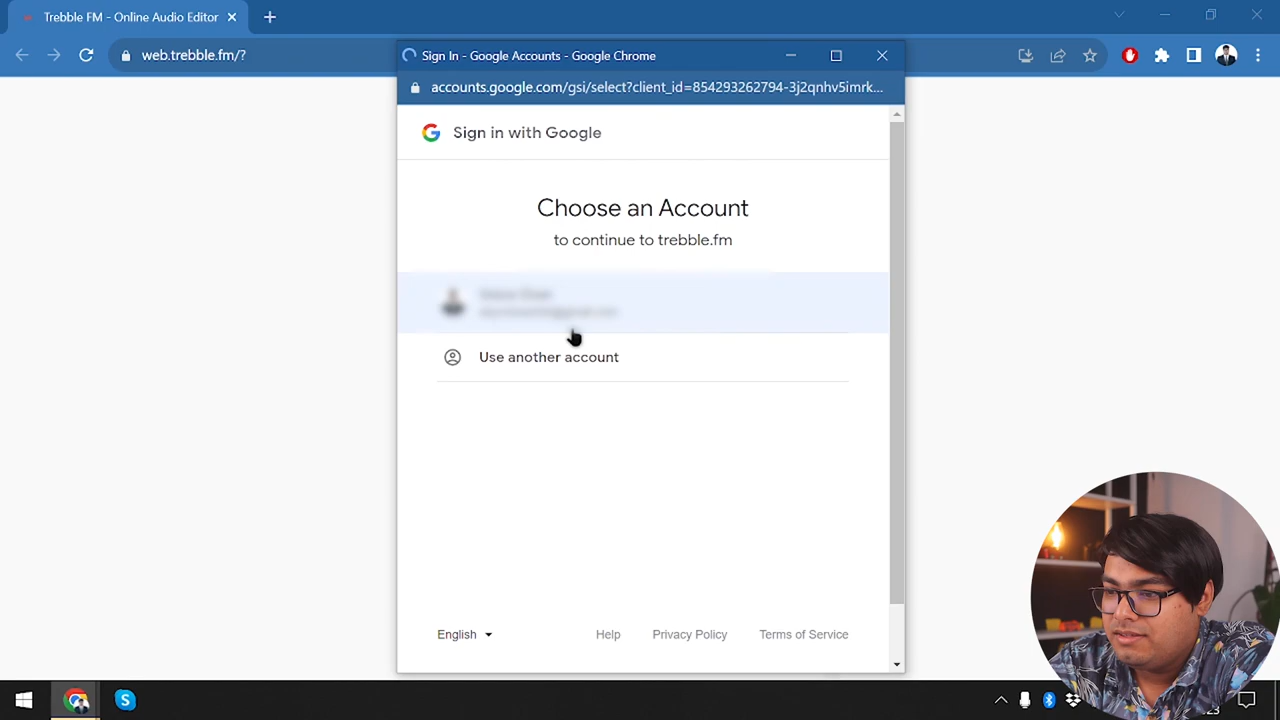 Trebble FM - Online Audio Editor
web.trebble.fm/?
Sign In - Google Accounts - Google Chrome
accounts.google.com/gsi/select?client_id=854293262794-3j2qnhv5imrk...
Sign in with Google
Choose an Account
to continue to trebble.fm
Use another account
English
Help
Privacy Policy
Terms of Service